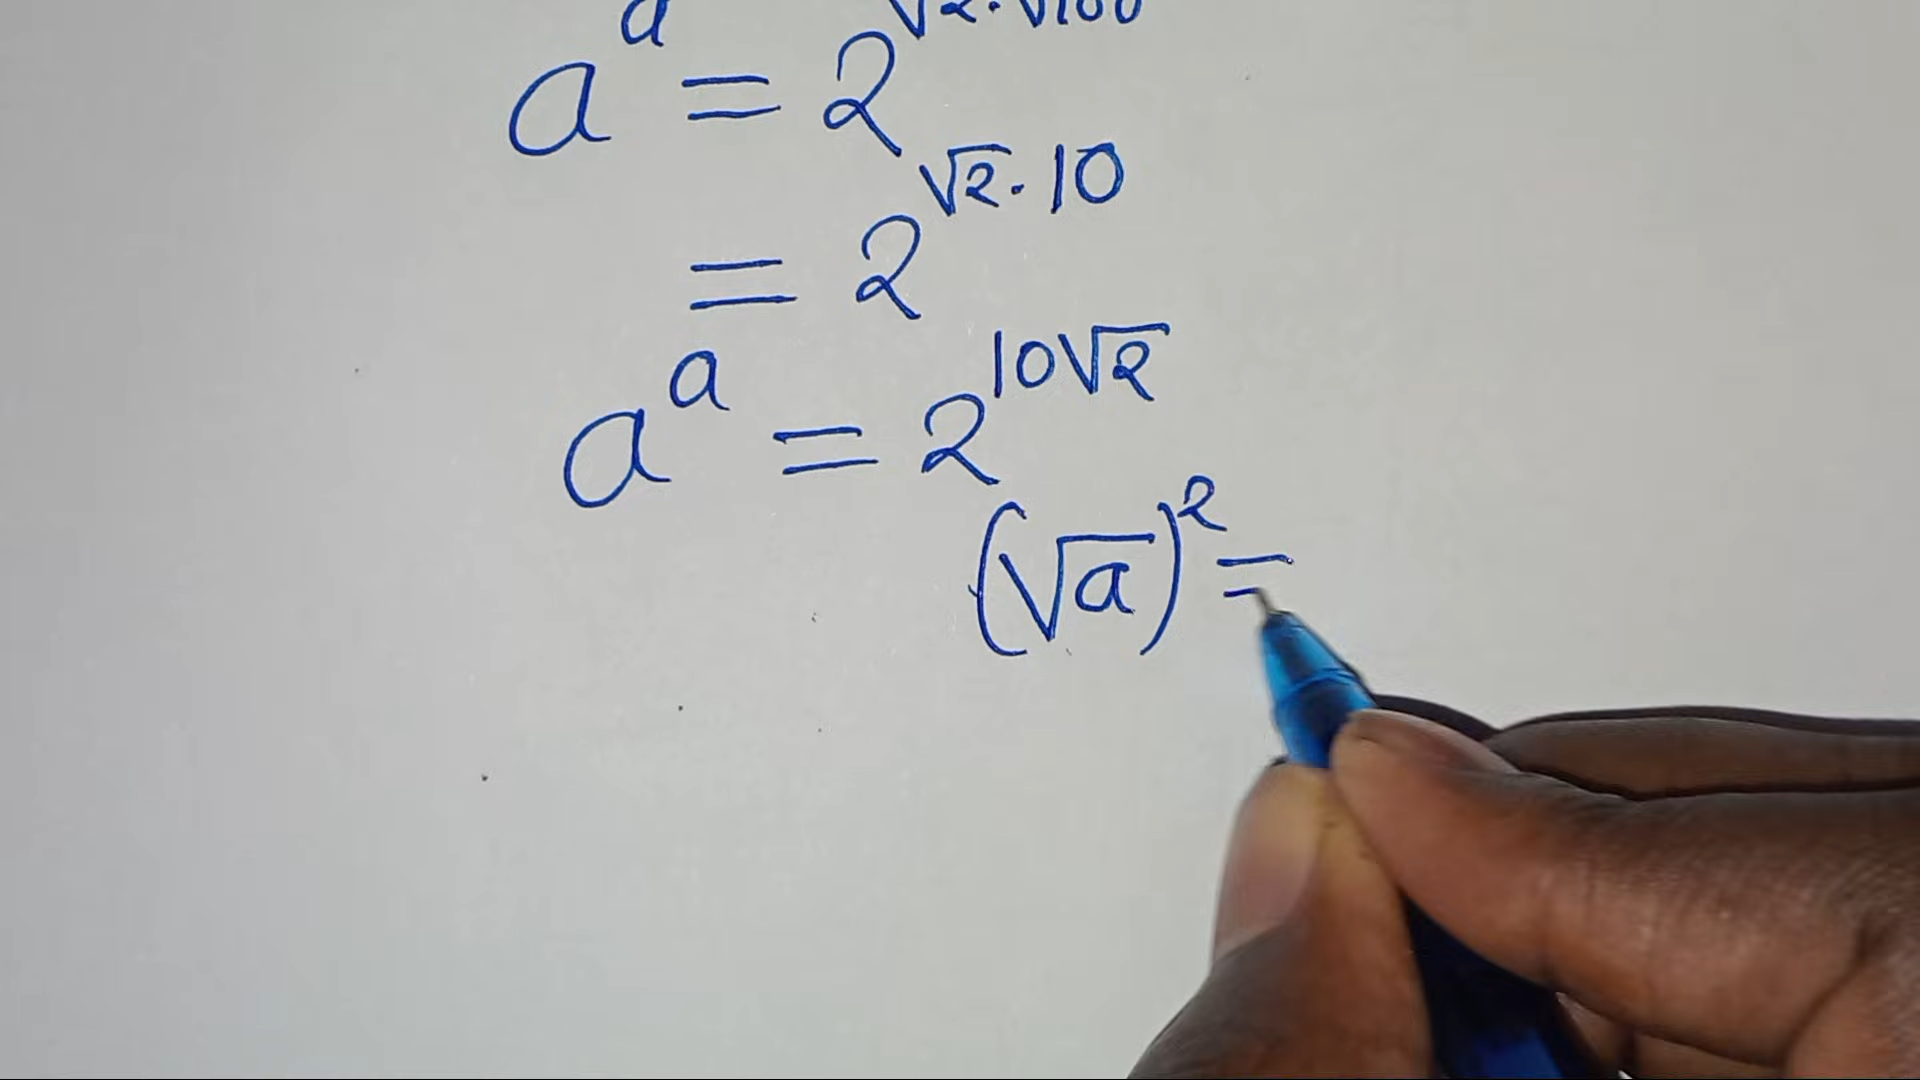 a^a = 2^{√2·√100}
= 2^{√2·10}
a^a = 2^{10√2}
(√a)^2 =